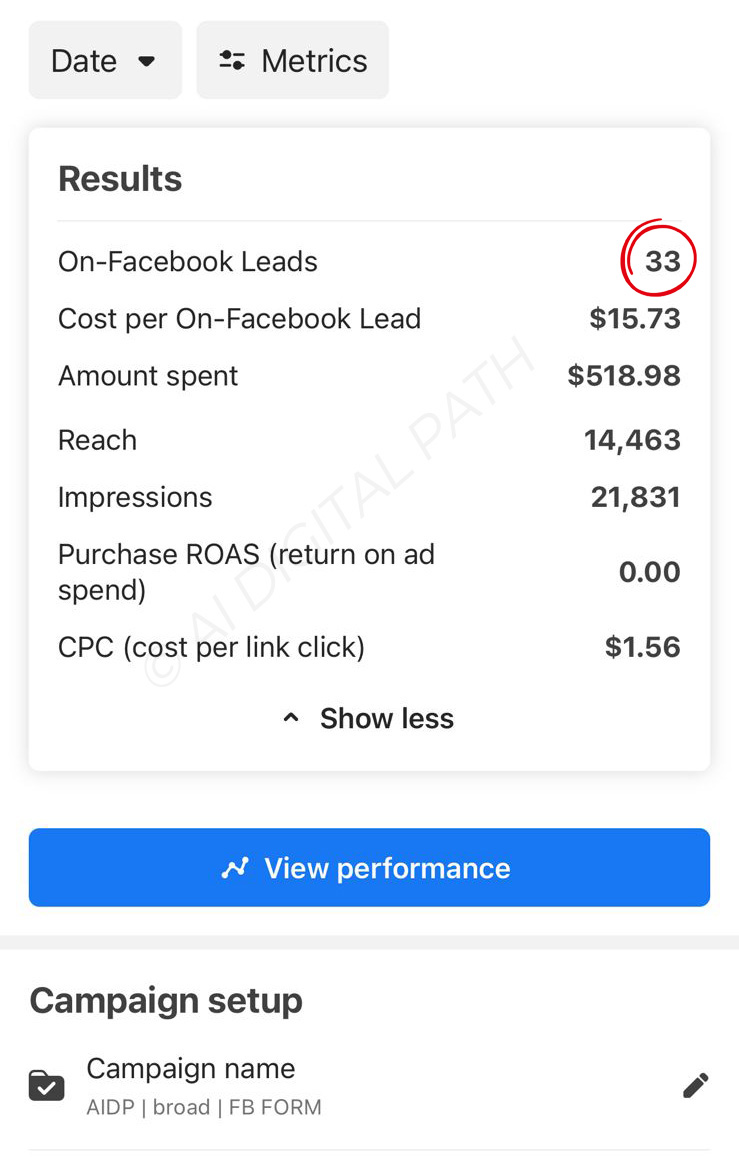 Date
Metrics
Results
On-Facebook Leads 33
Cost per On-Facebook Lead $15.73
Amount spent $518.98
Reach 14,463
Impressions 21,831
Purchase ROAS (return on ad
spend) 0.00
CPC (cost per link click) $1.56
Show less
© AI DIGITAL PATH
View performance
Campaign setup
Campaign name
AIDP | broad | FB FORM